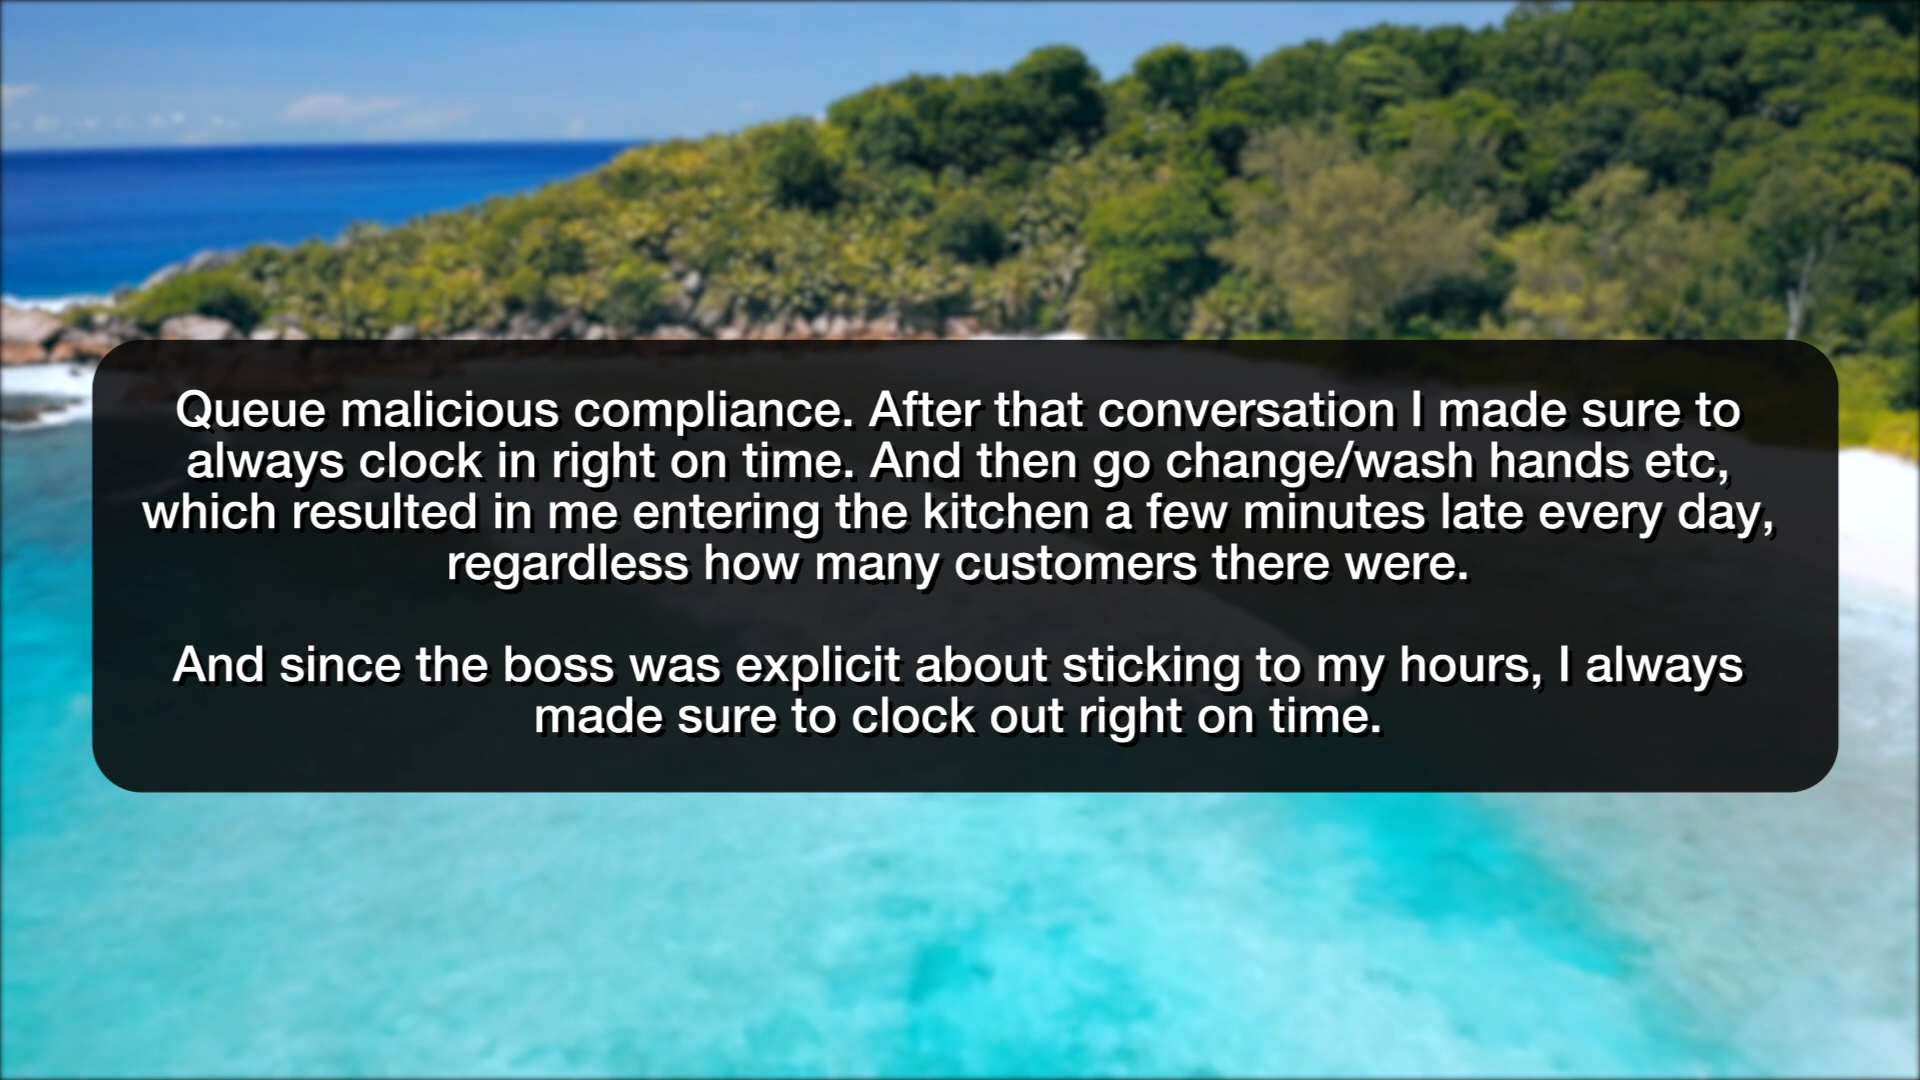 Queue malicious compliance. After that conversation I made sure to
always clock in right on time. And then go change/wash hands etc,
which resulted in me entering the kitchen a few minutes late every day,
regardless how many customers there were.
And since the boss was explicit about sticking to my hours, I always
made sure to clock out right on time.